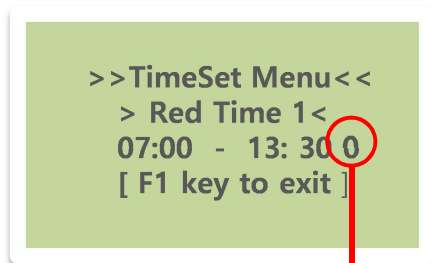 >>TimeSet Menu<<
> Red Time 1<
07:00 - 13: 30 0
[ F1 key to exit ]